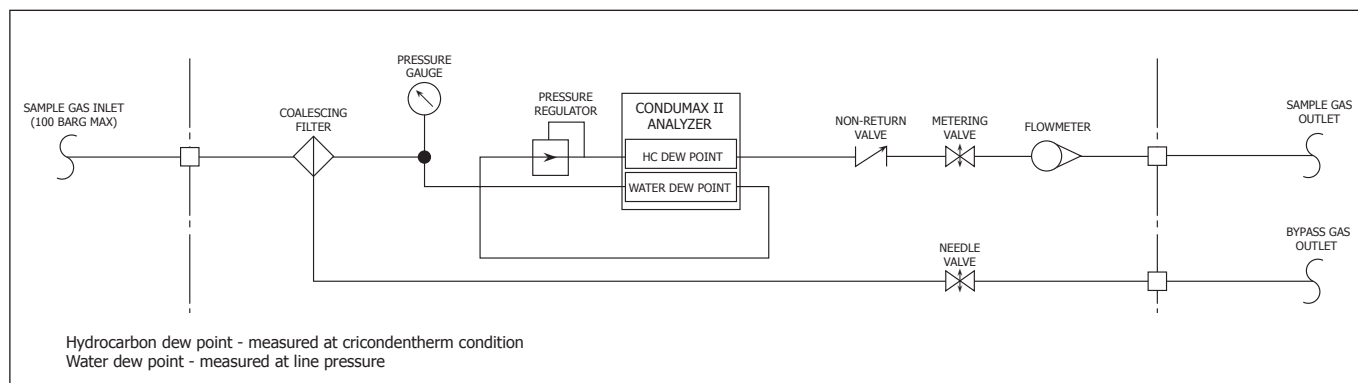 SAMPLE GAS INLET
(100 BARG MAX)
COALESCING
FILTER
PRESSURE
GAUGE
PRESSURE
REGULATOR
CONDUMAX II
ANALYZER
HC DEW POINT
WATER DEW POINT
NON-RETURN
VALVE
METERING
VALVE
FLOWMETER
SAMPLE GAS
OUTLET
NEEDLE
VALVE
BYPASS GAS
OUTLET
Hydrocarbon dew point - measured at cricondentherm condition
Water dew point - measured at line pressure